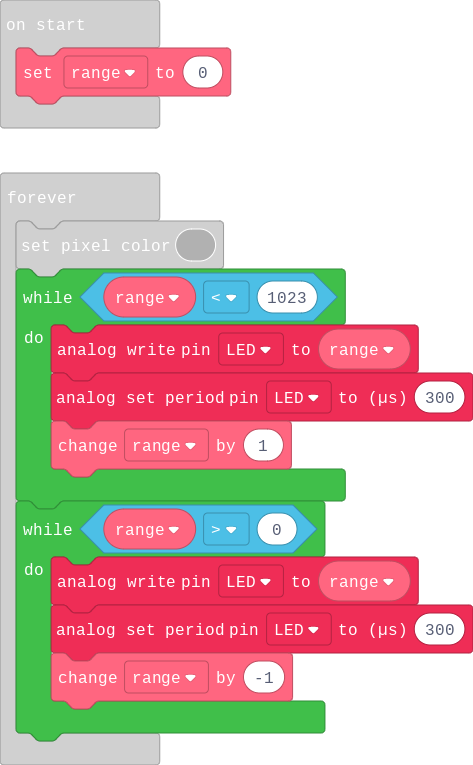 on start
set range to 0
forever
set pixel color
while range < 1023
do
analog write pin LED to range
analog set period pin LED to (µs) 300
change range by 1
while range > 0
do
analog write pin LED to range
analog set period pin LED to (µs) 300
change range by -1